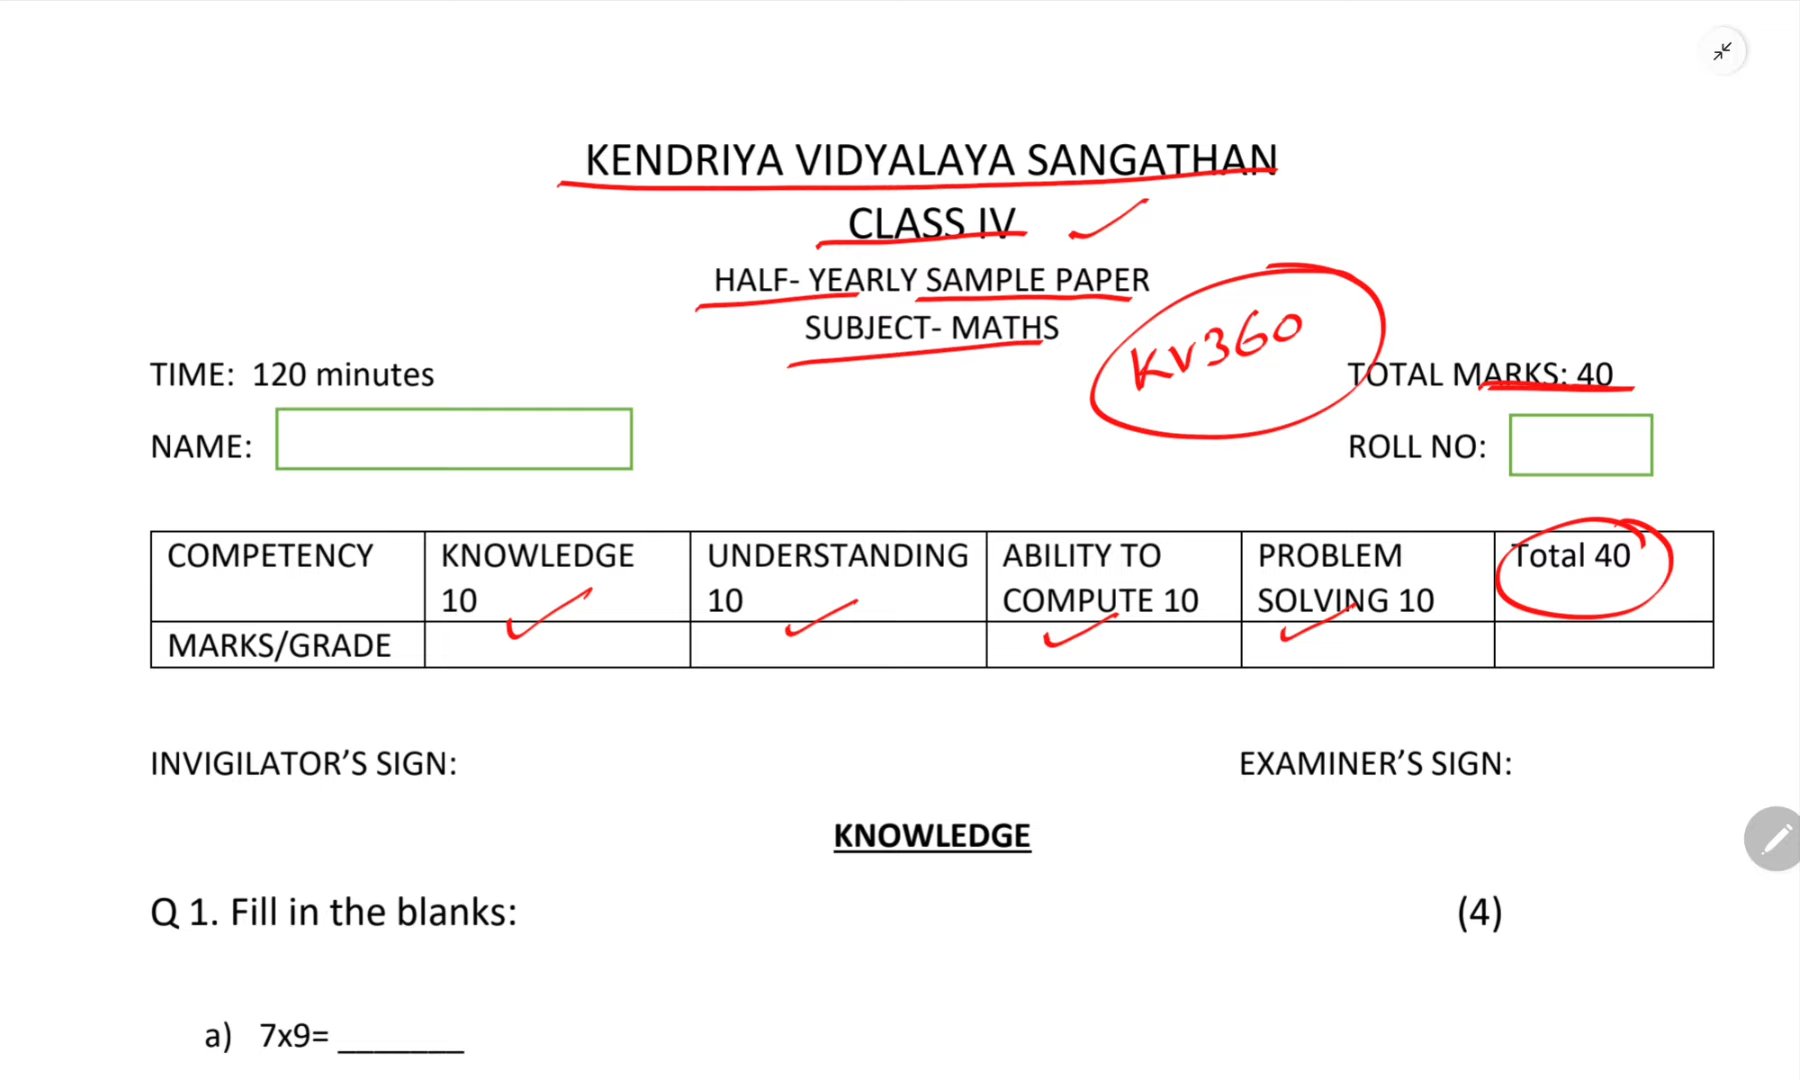 KENDRIYA VIDYALAYA SANGATHAN
CLASS IV
HALF- YEARLY SAMPLE PAPER
SUBJECT- MATHS
KV360
TIME: 120 minutes
TOTAL MARKS: 40
NAME:
ROLL NO:
COMPETENCY
KNOWLEDGE 10
UNDERSTANDING 10
ABILITY TO COMPUTE 10
PROBLEM SOLVING 10
Total 40
MARKS/GRADE
INVIGILATOR’S SIGN:
EXAMINER’S SIGN:
KNOWLEDGE
Q 1. Fill in the blanks: (4)
a) 7x9= _______